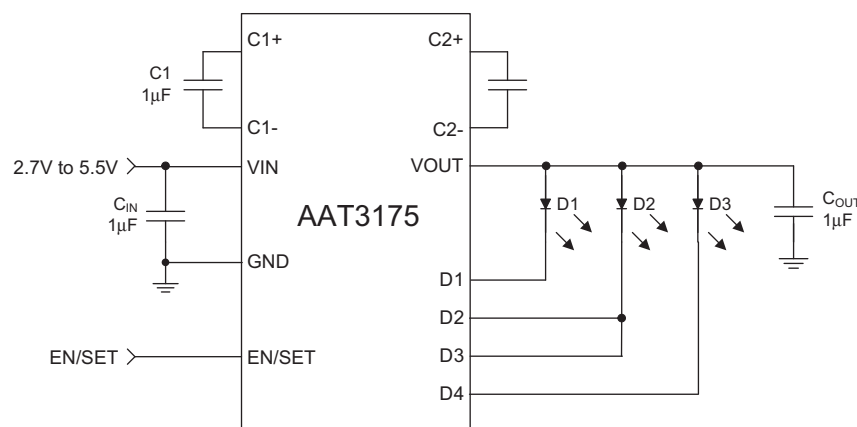 C1+
C2+
C1
1μF
C1-
C2-
2.7V to 5.5V
VIN
VOUT
CIN
1μF
AAT3175
D1
D2
D3
COUT
1μF
GND
D1
D2
EN/SET
EN/SET
D3
D4